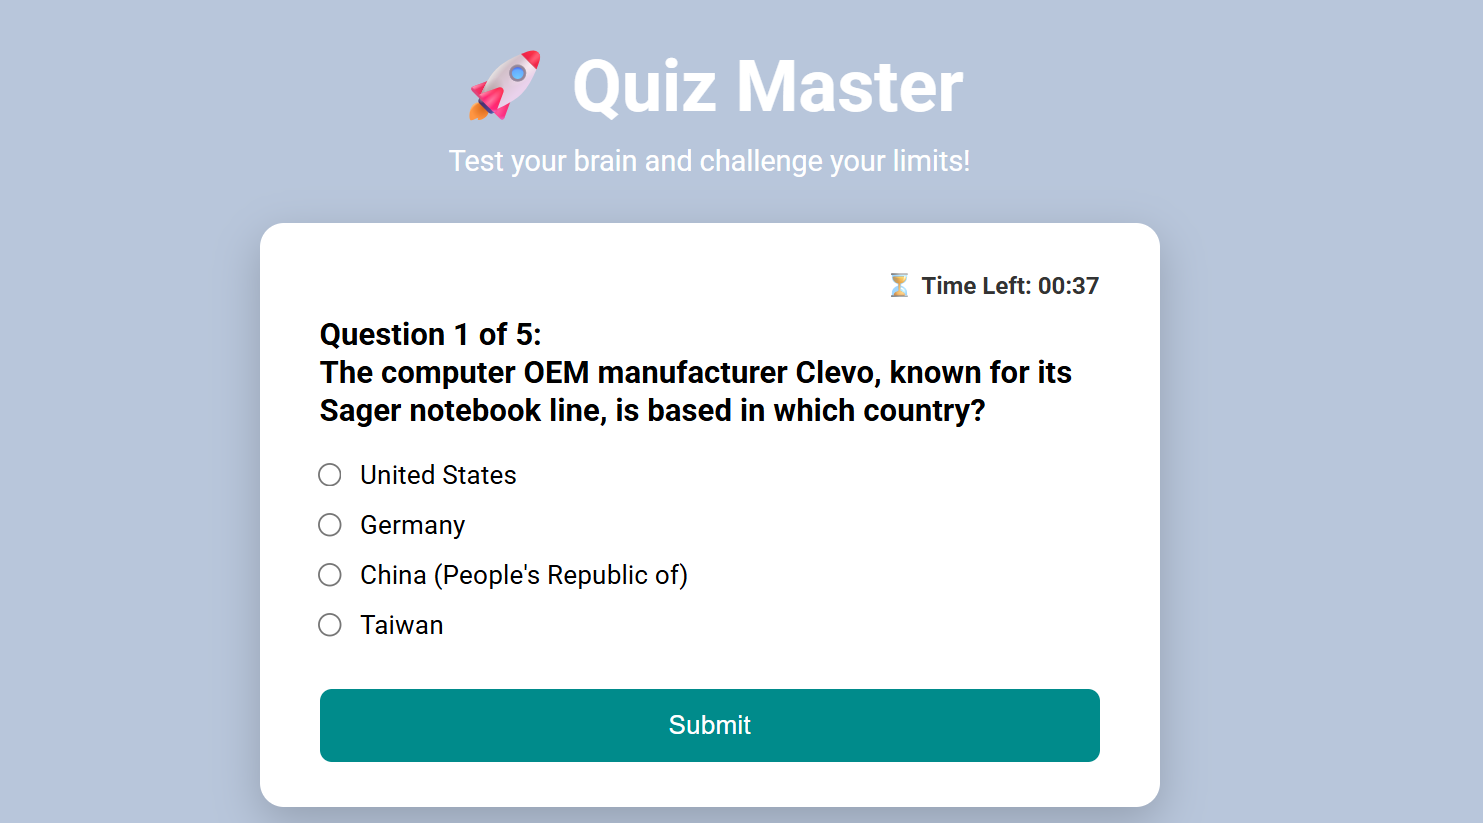 🚀 Quiz Master
Test your brain and challenge your limits!
⏳ Time Left: 00:37
Question 1 of 5:
The computer OEM manufacturer Clevo, known for its
Sager notebook line, is based in which country?
United States
Germany
China (People's Republic of)
Taiwan
Submit